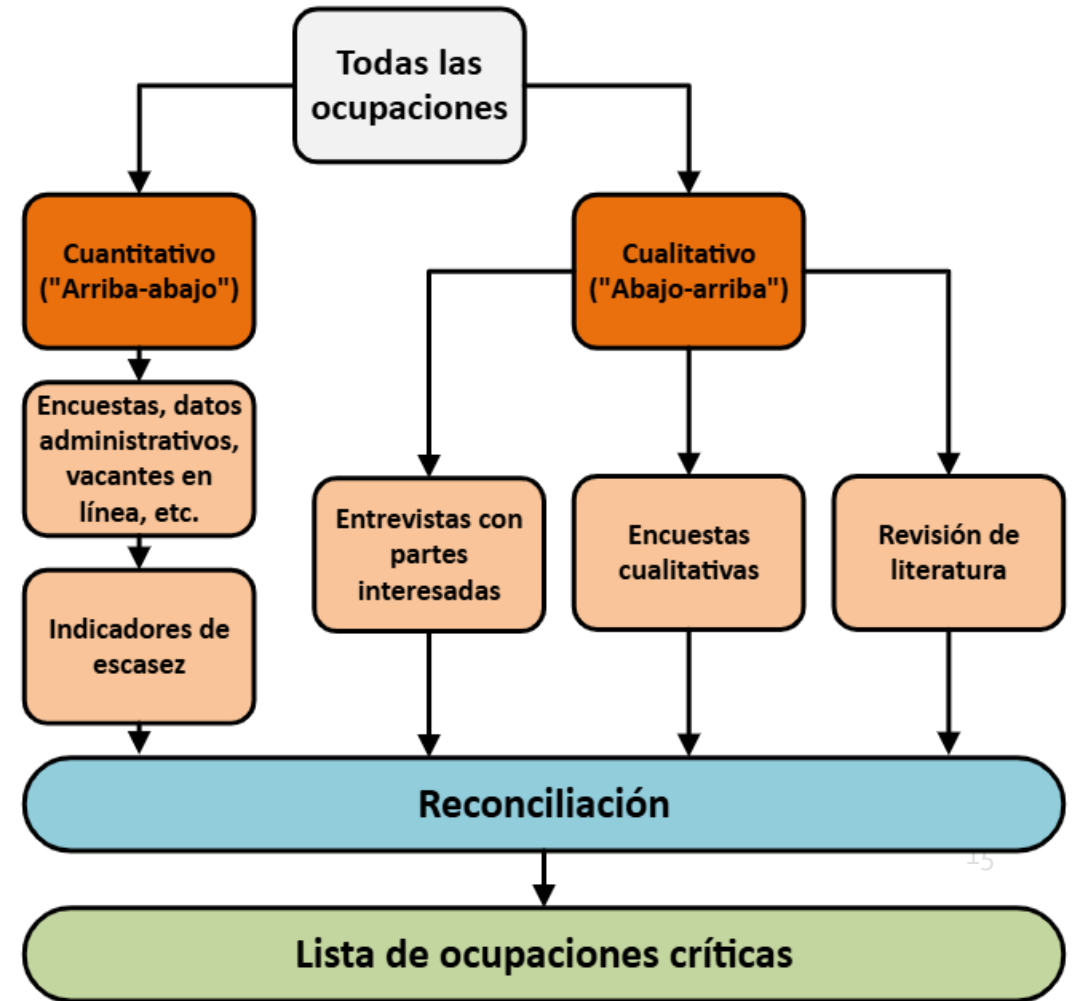 Todas las
ocupaciones
Cuantitativo
("Arriba-abajo")
Cualitativo
("Abajo-arriba")
Encuestas, datos
administrativos,
vacantes en
línea, etc.
Indicadores de
escasez
Entrevistas con
partes
interesadas
Encuestas
cualitativas
Revisión de
literatura
Reconciliación
15
Lista de ocupaciones críticas